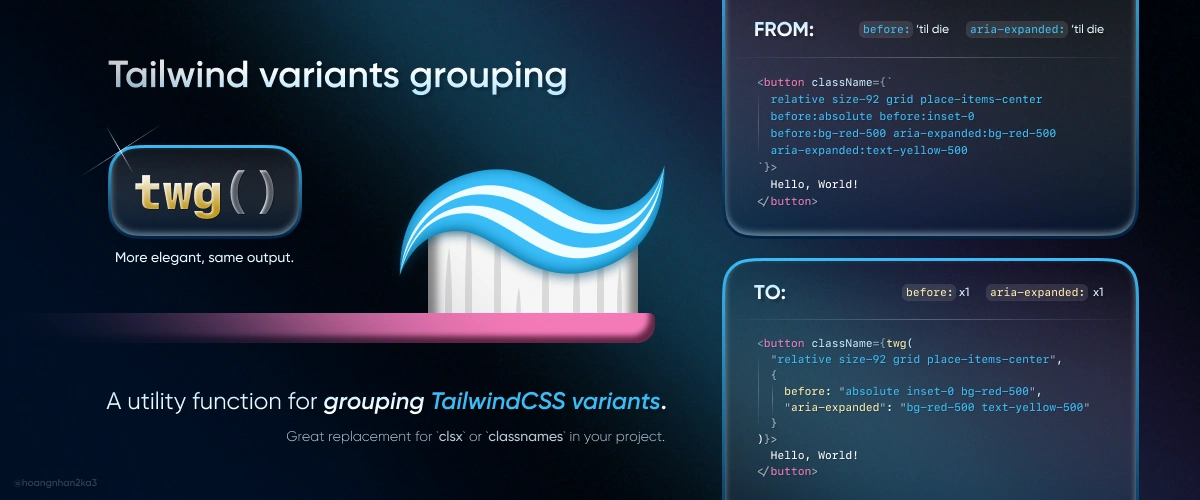 Tailwind variants grouping
twg()
More elegant, same output.
A utility function for grouping TailwindCSS variants.
Great replacement for `clsx` or `classnames` in your project.
@hoangnhan2ka3
FROM: before: 'til die aria-expanded: 'til die
<button className={`
relative size-92 grid place-items-center
before:absolute before:inset-0
before:bg-red-500 aria-expanded:bg-red-500
aria-expanded:text-yellow-500
`}>
Hello, World!
</button>
TO: before: x1 aria-expanded: x1
<button className={twg(
"relative size-92 grid place-items-center",
{
before: "absolute inset-0 bg-red-500",
"aria-expanded": "bg-red-500 text-yellow-500"
}
)}>
Hello, World!
</button>